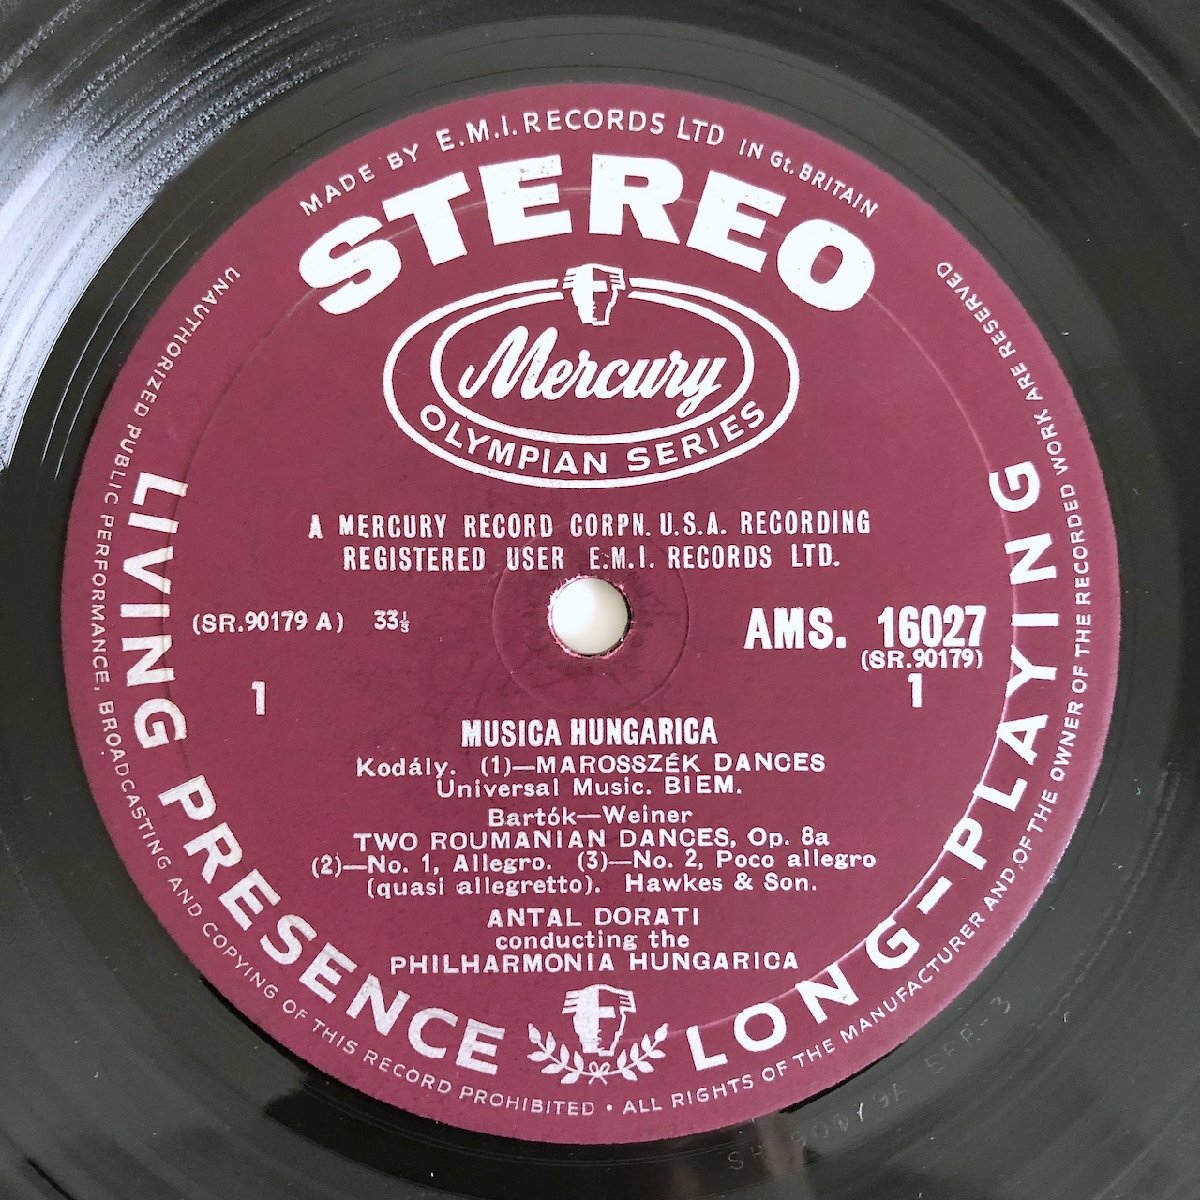 MADE BY E.M.I. RECORDS LTD IN Gt. BRITAIN
STEREO
Mercury
OLYMPIAN SERIES
A MERCURY RECORD CORPN. U.S.A. RECORDING
REGISTERED USER E.M.I. RECORDS LTD.
(SR.90179 A) 33⅓
AMS. 16027
(SR.90179)
1
1
MUSICA HUNGARICA
Kodály. (1)—MAROSSZÉK DANCES
Universal Music. BIEM.
Bartók—Weiner
TWO ROUMANIAN DANCES, Op. 8a
(2)—No. 1, Allegro. (3)—No. 2, Poco allegro
(quasi allegretto). Hawkes & Son.
ANTAL DORATI
conducting the
PHILHARMONIA HUNGARICA
LIVING PRESENCE
LONG-PLAYING
UNAUTHORIZED PUBLIC PERFORMANCE, BROADCASTING AND COPYING OF THIS RECORD PROHIBITED • ALL RIGHTS OF THE MANUFACTURER AND OF THE OWNER OF THE RECORDED WORK ARE RESERVED